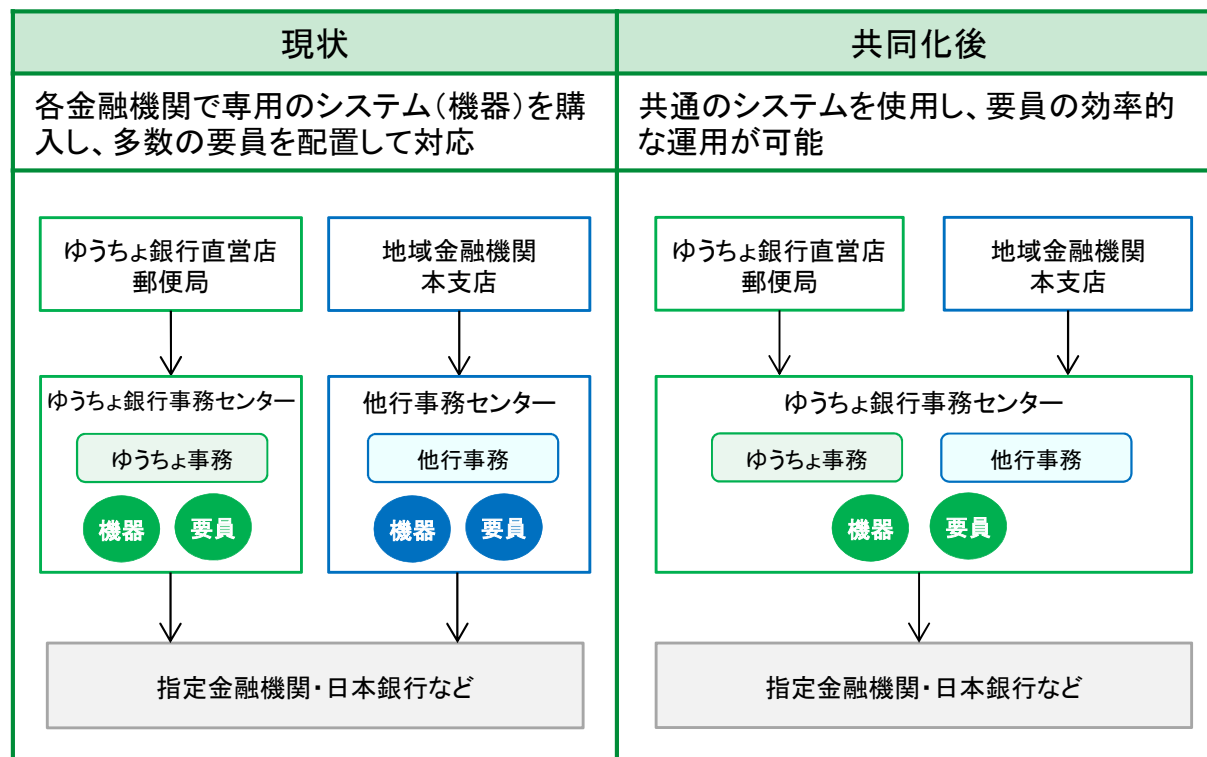 現状
各金融機関で専用のシステム(機器)を購
入し、多数の要員を配置して対応
ゆうちょ銀行直営店
郵便局
地域金融機関
本支店
ゆうちょ銀行事務センター
ゆうちょ事務
機器
要員
他行事務センター
他行事務
機器
要員
指定金融機関・日本銀行など
共同化後
共通のシステムを使用し、要員の効率的
な運用が可能
ゆうちょ銀行直営店
郵便局
地域金融機関
本支店
ゆうちょ銀行事務センター
ゆうちょ事務
他行事務
機器
要員
指定金融機関・日本銀行など